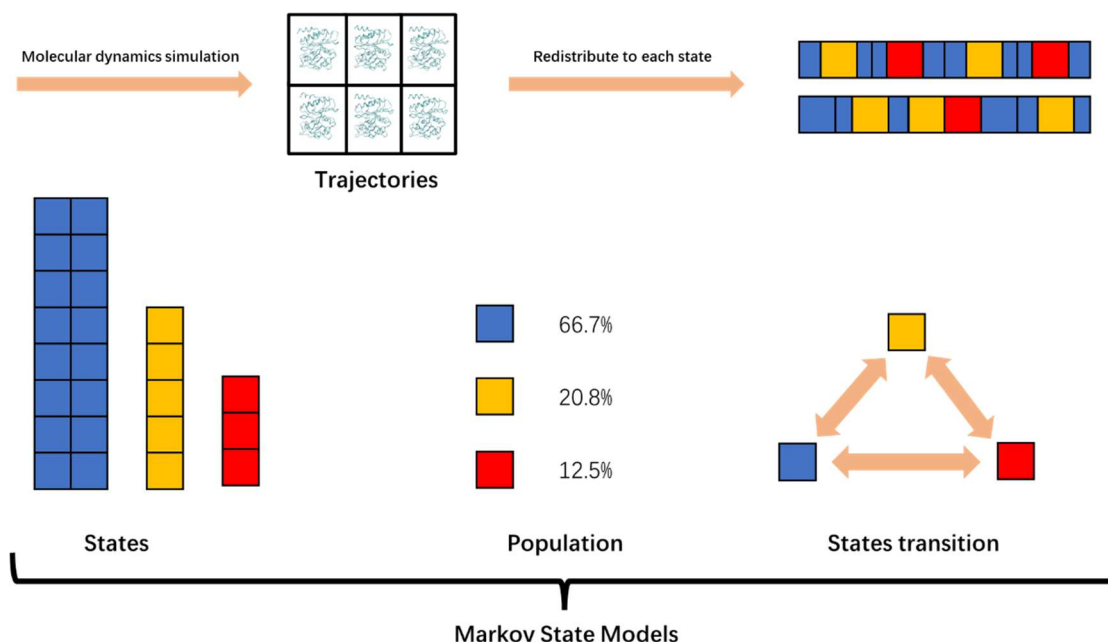 Molecular dynamics simulation
Redistribute to each state
Trajectories
66.7%
20.8%
12.5%
States
Population
States transition
Markov State Models